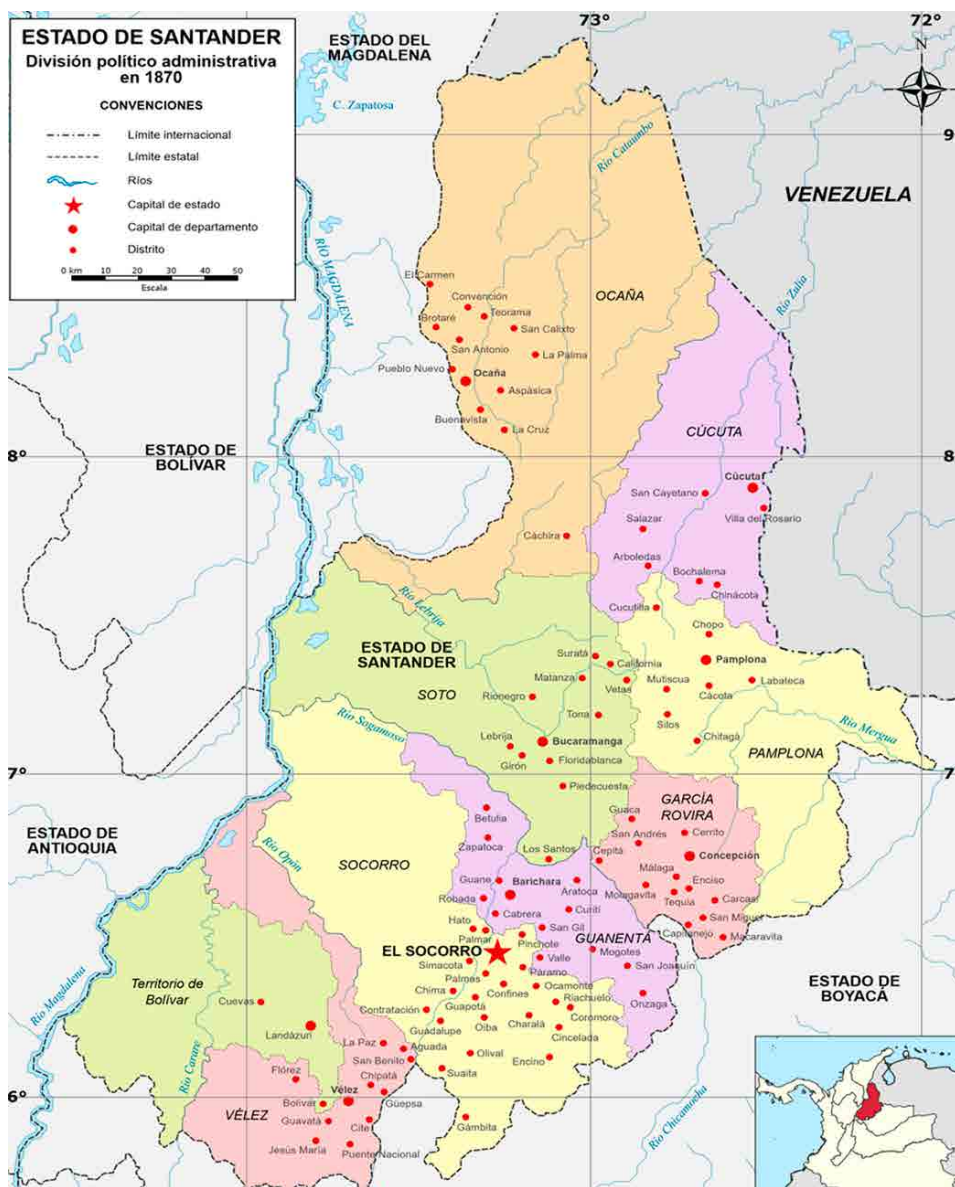 ESTADO DE SANTANDER
División político administrativa
en 1870
CONVENCIONES
Límite internacional
Límite estatal
Ríos
Capital de estado
Capital de departamento
Distrito
0 km 10 20 30 40 50
Escala
73°
72°
ESTADO DEL
MAGDALENA
C. Zapatosa
N
9
Río Cataumbo
VENEZUELA
RÍO MAGDALENA
Río Zulia
El Carmen
OCAÑA
Convención
Teorama
Brotaré
San Calixto
San Antonio
La Palma
Pueblo Nuevo
Ocaña
Aspásica
Buenavista
La Cruz
CÚCUTA
ESTADO DE
BOLÍVAR
8°
8
Cúcuta
San Cayetano
Villa del Rosario
Salazar
Cáchira
Arboledas
Bochalema
Chinácota
Río Lebrija
Cucutilla
Chopo
ESTADO DE
SANTANDER
Suratá
California
Pamplona
Matanza
Vetas
Mutiscua
Labateca
SOTO
Rionegro
Cácota
Tona
Silos
Río Sogamoso
Río Mergua
Lebrija
Bucaramanga
Chitagá
PAMPLONA
Girón
Floridablanca
7°
7
Piedecuesta
GARCÍA
ROVIRA
Guaca
Betulia
San Andrés
Cerrito
ESTADO DE
ANTIOQUIA
Zapatoca
Río Opón
SOCORRO
Los Santos
Cepitá
Concepción
Málaga
Guane
Barichara
Aratoca
Enciso
Molagavita
Tequia
Robada
Carcasí
Cabrera
Curití
San Miguel
Hato
San Gil
Capitanejo
Palmar
Pinchote
GUANENTÁ
Macaravita
EL SOCORRO
Mogotes
Simacota
Valle
San Joaquín
Páramo
Palmas
Territorio de
Bolívar
Chima
Confines
Ocamonte
ESTADO DE
BOYACÁ
Onzaga
Cuevas
Guapotá
Riachuelo
Contratación
Coromoro
Río Magdalena
Guadalupe
Oiba
Charalá
Landázuri
Cincelada
La Paz
Aguada
Olival
San Benito
Encino
Río Carare
Flórez
Chipatá
Suaita
Vélez
Güepsa
6°
6
Bolívar
VÉLEZ
Guavatá
Cite
Gámbita
Jesús María
Puente Nacional
Río Chicamocha